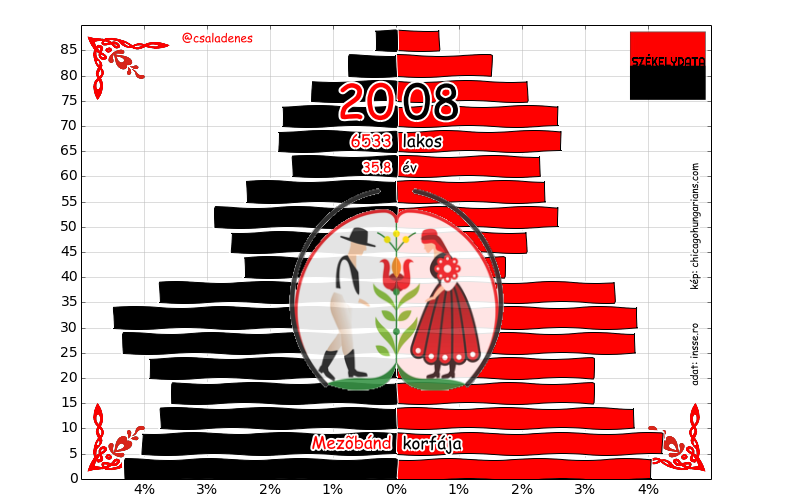 @csaladenes
SZÉKELYDATA
2008
6533 lakos
35.8 év
kép: chicagohungarians.com
adat: insse.ro
Mezőbánd korfája
85
80
75
70
65
60
55
50
45
40
35
30
25
20
15
10
5
0
4% 3% 2% 1% 0% 1% 2% 3% 4%